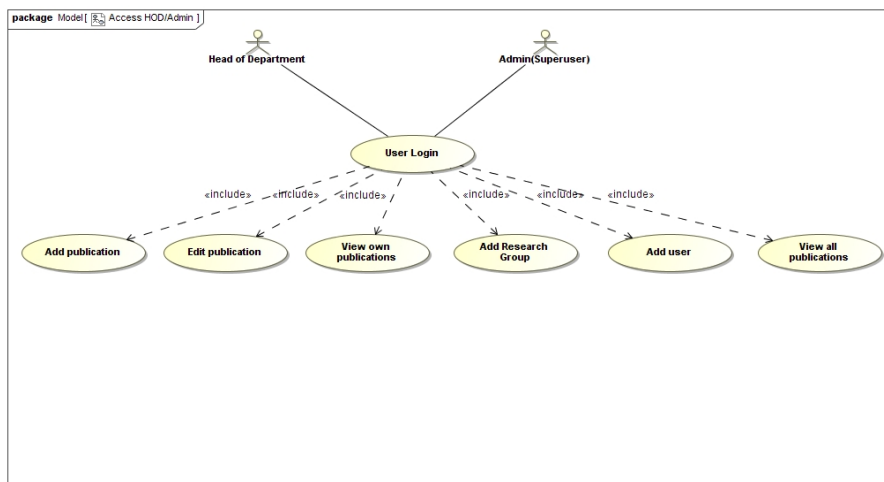 package Model[ Access HOD/Admin ]
Head of Department
Admin(Superuser)
User Login
«include»
«include»
«include»
«include»
«include»
«include»
Add publication
Edit publication
View own
publications
Add Research
Group
Add user
View all
publications